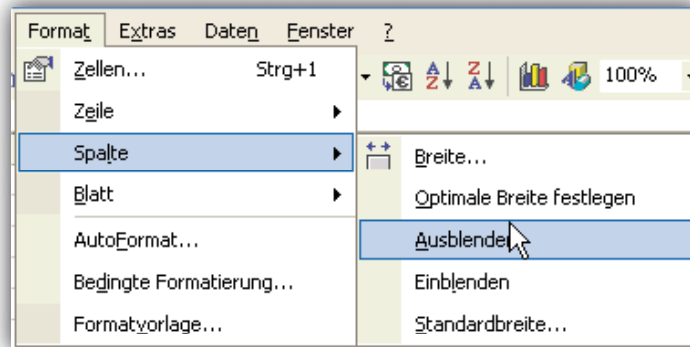 Format Extras Daten Fenster ?
Zellen... Strg+1
100%
Zeile
Spalte
Blatt
AutoFormat...
Bedingte Formatierung...
Formatvorlage...
Breite...
Optimale Breite festlegen
Ausblenden
Einblenden
Standardbreite...